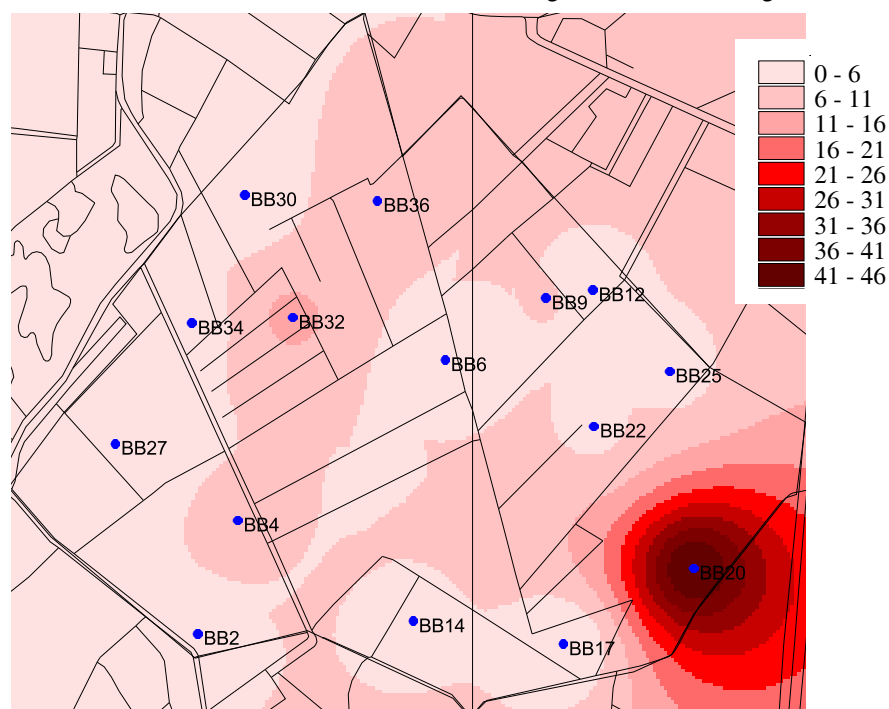 0 - 6
6 - 11
11 - 16
16 - 21
21 - 26
26 - 31
31 - 36
36 - 41
41 - 46
BB30
BB36
BB9
BB12
BB34
BB32
BB6
BB25
BB22
BB27
BB4
BB20
BB14
BB2
BB17